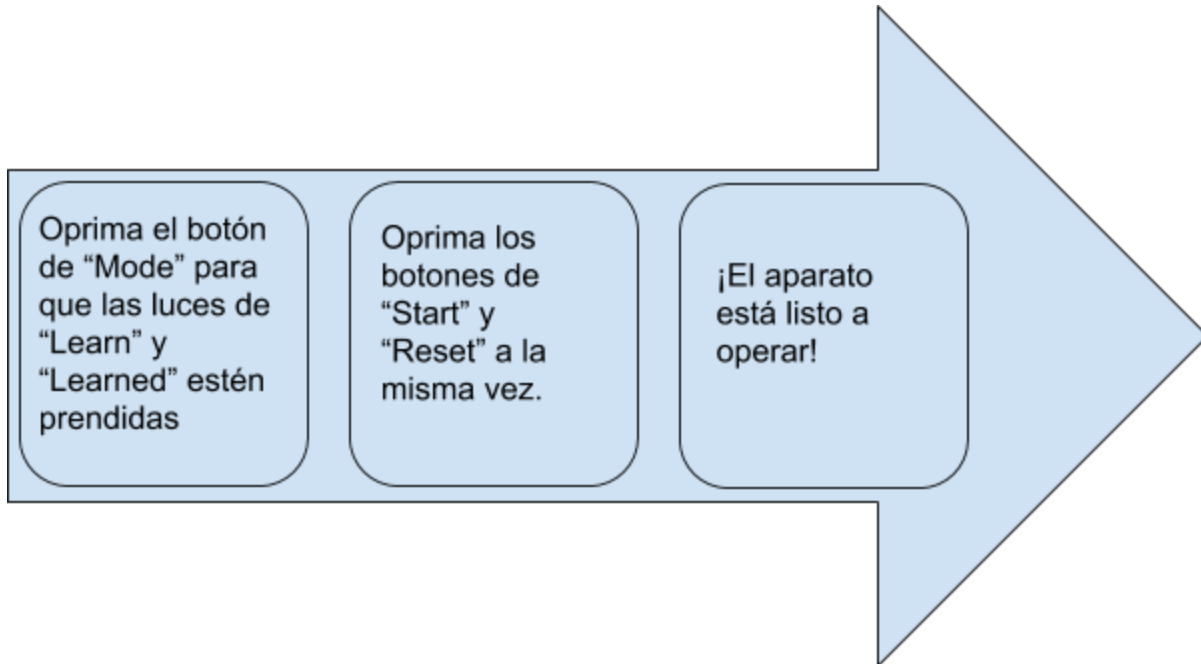 Oprima el botón
de “Mode” para
que las luces de
“Learn” y
“Learned” estén
prendidas
Oprima los
botones de
“Start” y
“Reset” a la
misma vez.
¡El aparato
está listo a
operar!